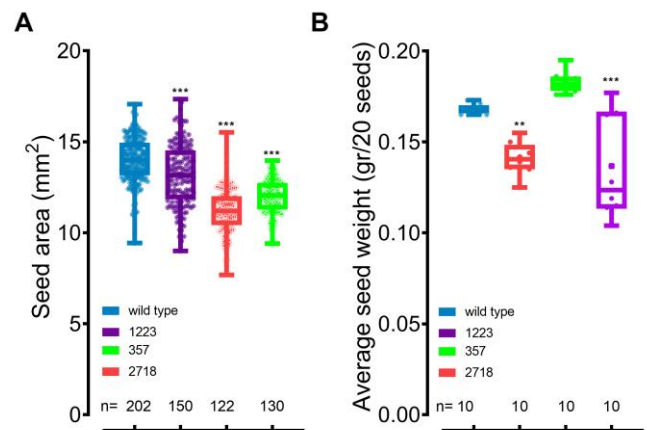 A
Seed area (mm²)
20
15
10
5
0
***
***
***
wild type
1223
357
2718
n= 202 150 122 130
B
Average seed weight (gr/20 seeds)
0.20
0.15
0.10
0.05
0.00
**
***
wild type
1223
357
2718
n= 10 10 10 10